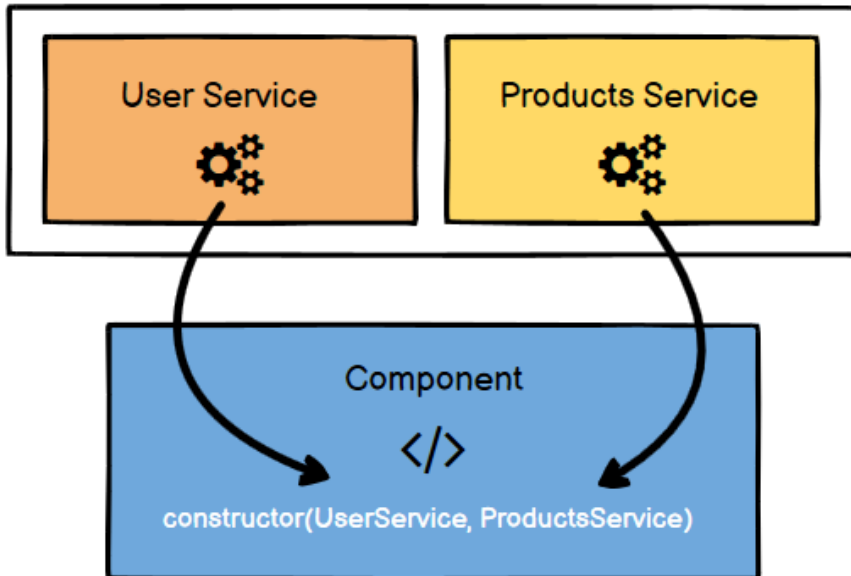 User Service
Products Service
Component
</>
constructor(UserService, ProductsService)